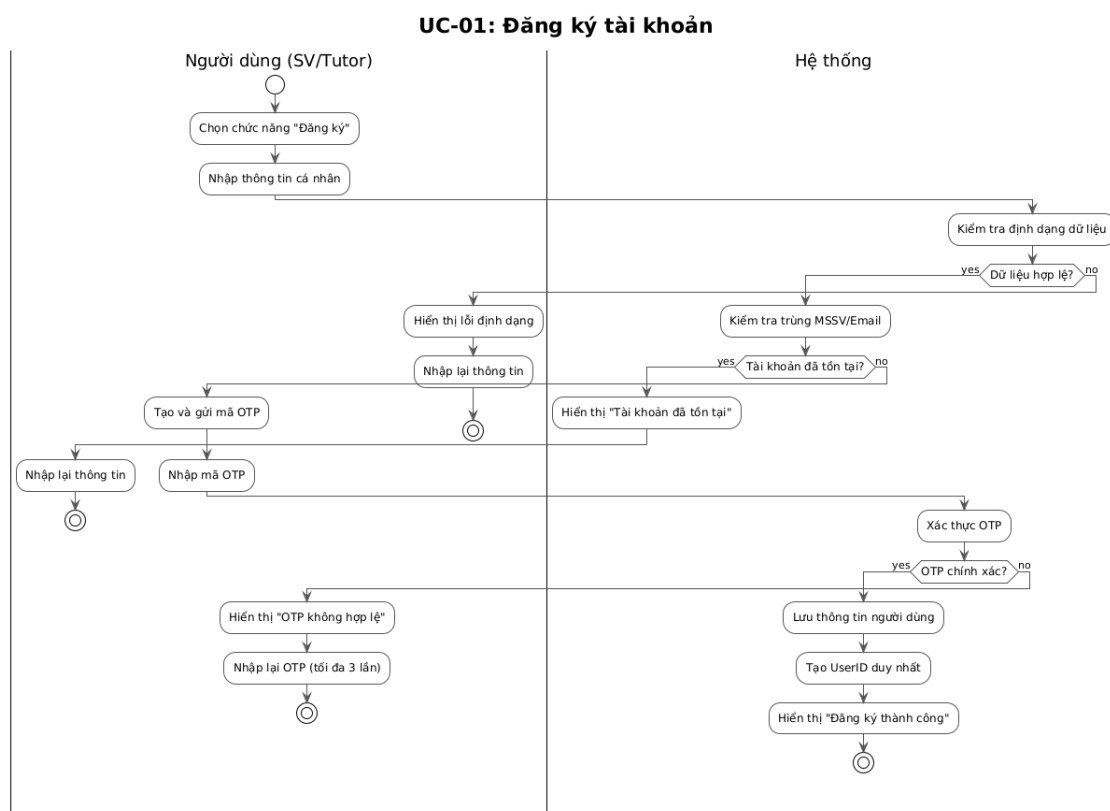 UC-01: Đăng ký tài khoản
Người dùng (SV/Tutor)
Hệ thống
Chọn chức năng "Đăng ký"
Nhập thông tin cá nhân
Kiểm tra định dạng dữ liệu
yes
Dữ liệu hợp lệ?
no
Hiển thị lỗi định dạng
Kiểm tra trùng MSSV/Email
Nhập lại thông tin
yes
Tài khoản đã tồn tại?
no
Tạo và gửi mã OTP
Hiển thị "Tài khoản đã tồn tại"
Nhập lại thông tin
Nhập mã OTP
Xác thực OTP
yes
OTP chính xác?
no
Hiển thị "OTP không hợp lệ"
Lưu thông tin người dùng
Nhập lại OTP (tối đa 3 lần)
Tạo UserID duy nhất
Hiển thị "Đăng ký thành công"